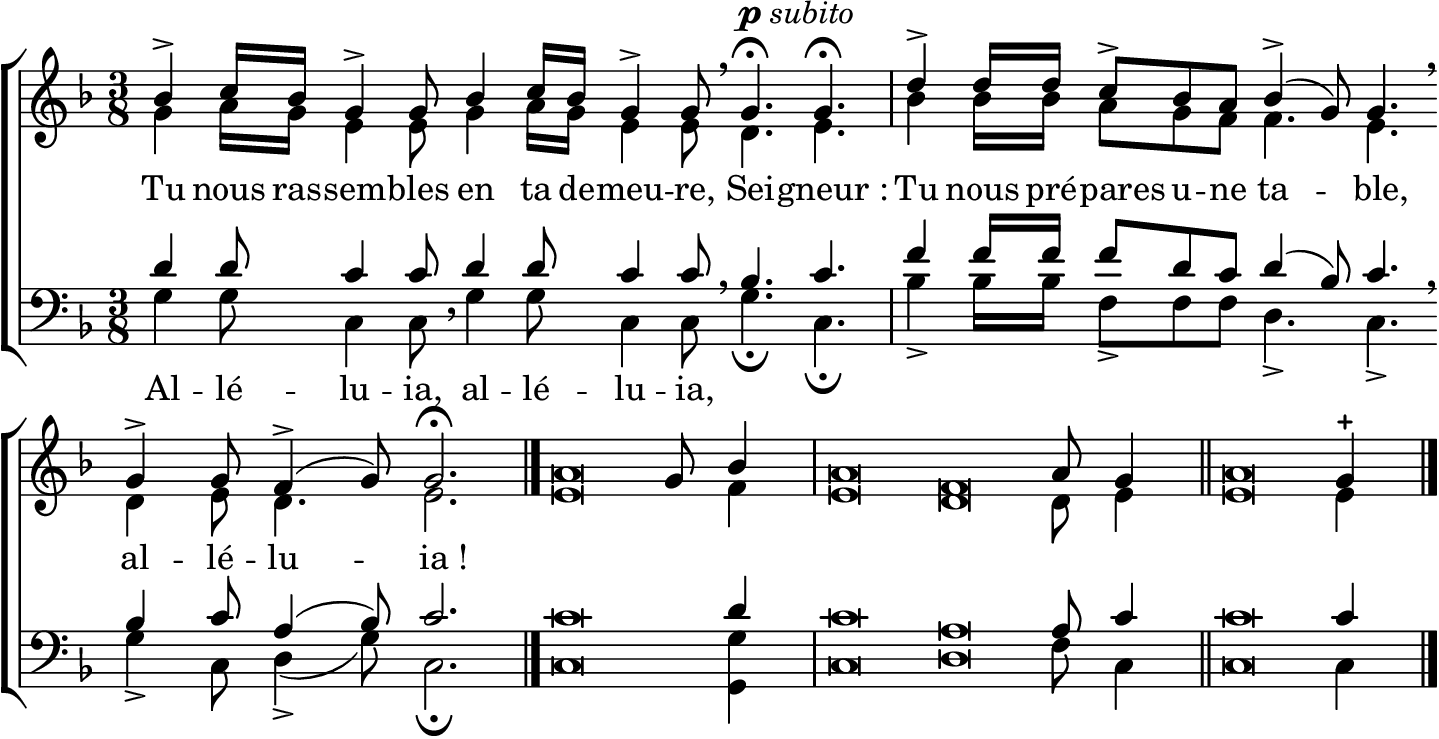 p subito
Tu nous rassembles en ta demeu -- re, Seigneur : Tu nous prépares u -- ne ta -- ble,
Al -- lé -- lu -- ia, al -- lé -- lu -- ia,
al -- lé -- lu -- ia !